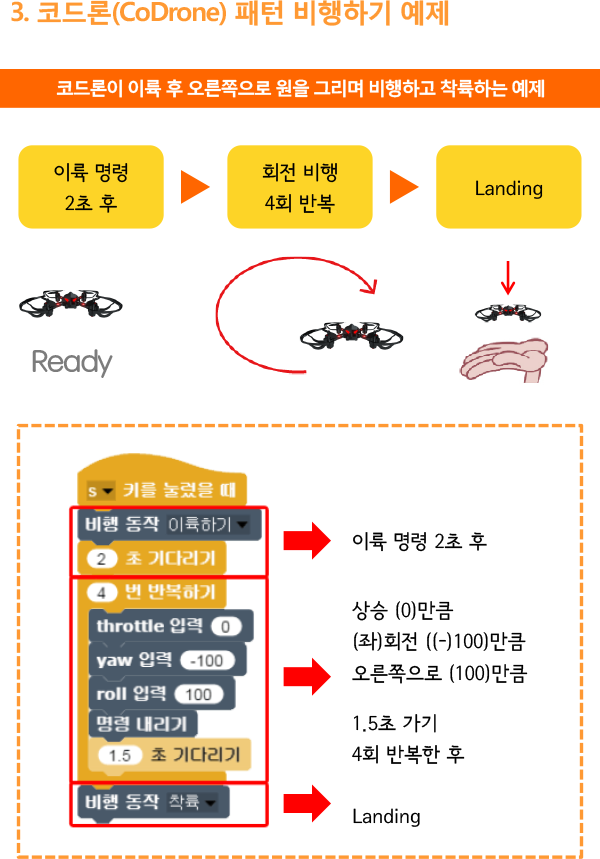 3. 코드론(CoDrone) 패턴 비행하기 예제
코드론이 이륙 후 오른쪽으로 원을 그리며 비행하고 착륙하는 예제
이륙 명령
2초 후
회전 비행
4회 반복
Landing
Ready
s 키를 눌렀을 때
비행 동작 이륙하기
2 초 기다리기
4 번 반복하기
throttle 입력 0
yaw 입력 -100
roll 입력 100
명령 내리기
1.5 초 기다리기
비행 동작 착륙
이륙 명령 2초 후
상승 (0)만큼
(좌)회전 ((-)100)만큼
오른쪽으로 (100)만큼
1.5초 가기
4회 반복한 후
Landing